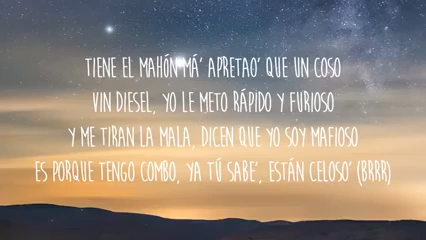 TIENE EL MAHÓN MÁ' APRETAO' QUE UN COSO
VIN DIESEL, YO LE METO RÁPIDO Y FURIOSO
Y ME TIRAN LA MALA, DICEN QUE YO SOY MAFIOSO
ES PORQUE TENGO COMBO, YA TÚ SABE', ESTÁN CELOSO' (BRRR)